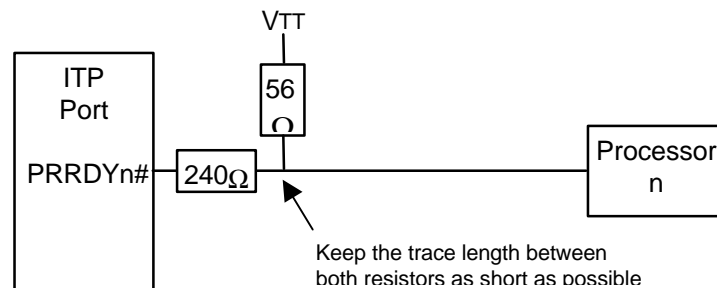 VTT
ITP
Port
56
Ω
PRRDYn#
240Ω
Processor
n
Keep the trace length between
both resistors as short as possible